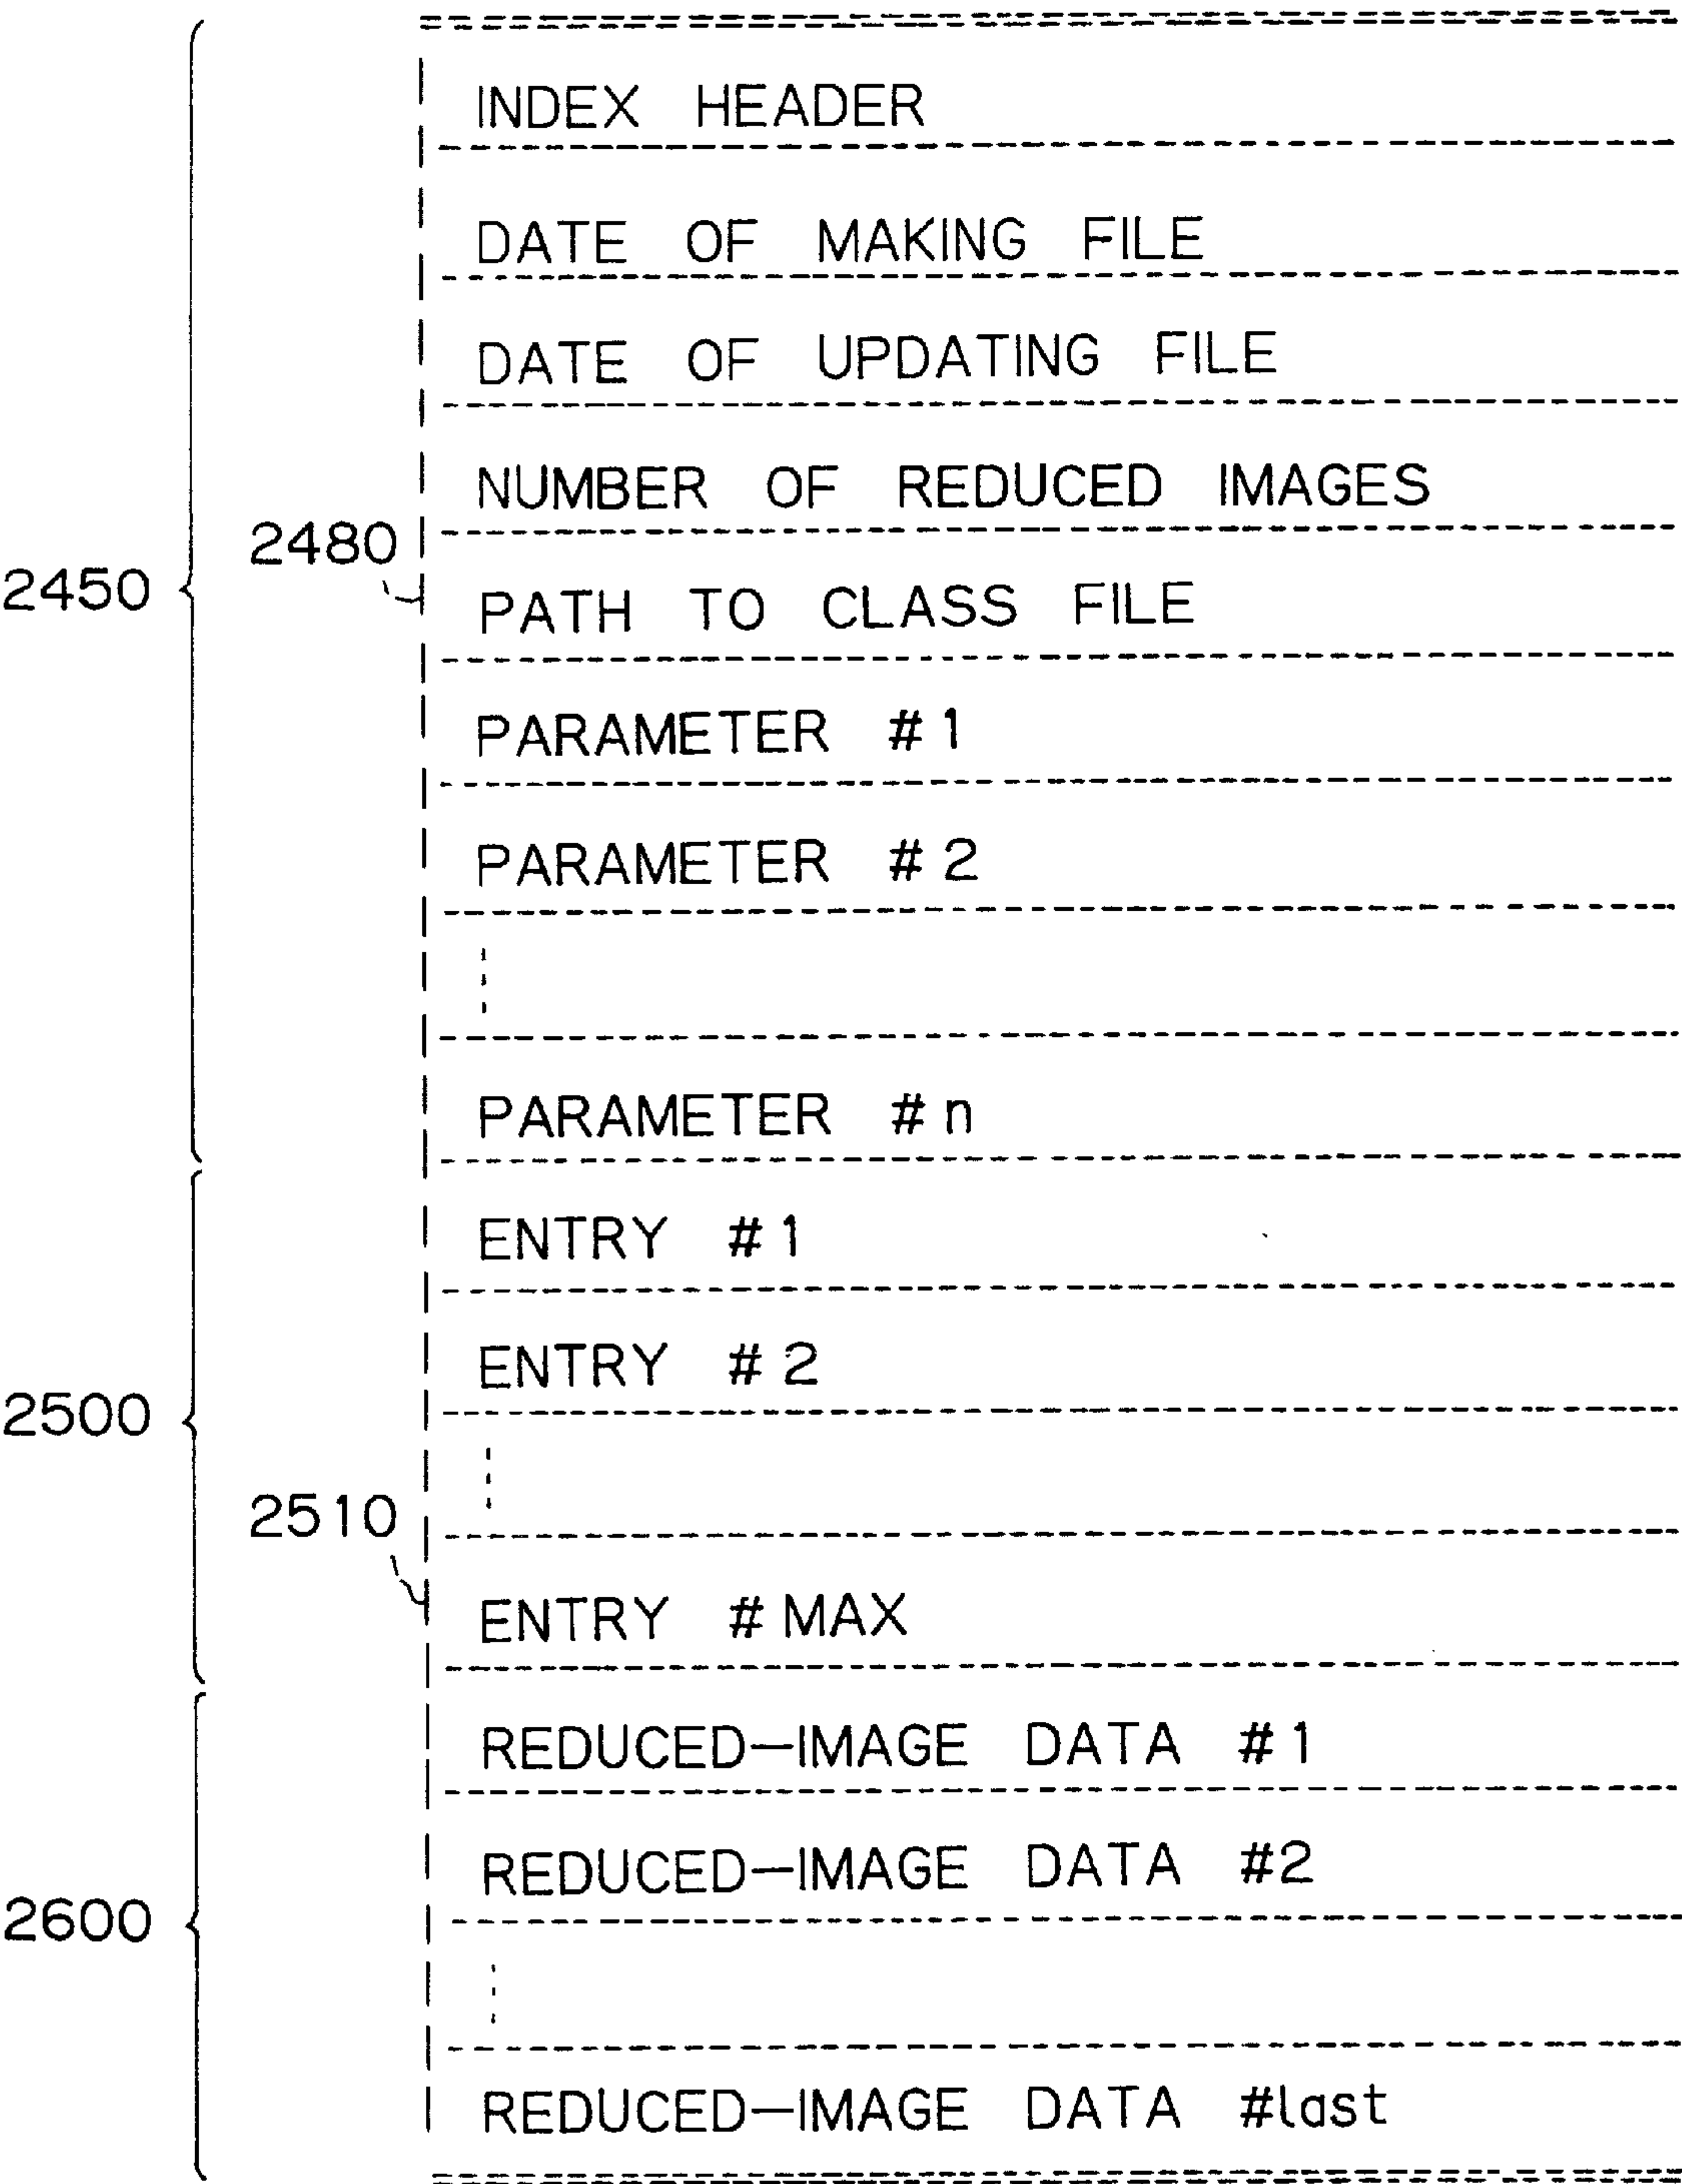 INDEX HEADER
DATE OF MAKING FILE
DATE OF UPDATING FILE
NUMBER OF REDUCED IMAGES
2480
2450
PATH TO CLASS FILE
PARAMETER #1
PARAMETER #2
PARAMETER #n
ENTRY #1
ENTRY #2
2500
2510
ENTRY #MAX
REDUCED-IMAGE DATA #1
REDUCED-IMAGE DATA #2
2600
REDUCED-IMAGE DATA #last